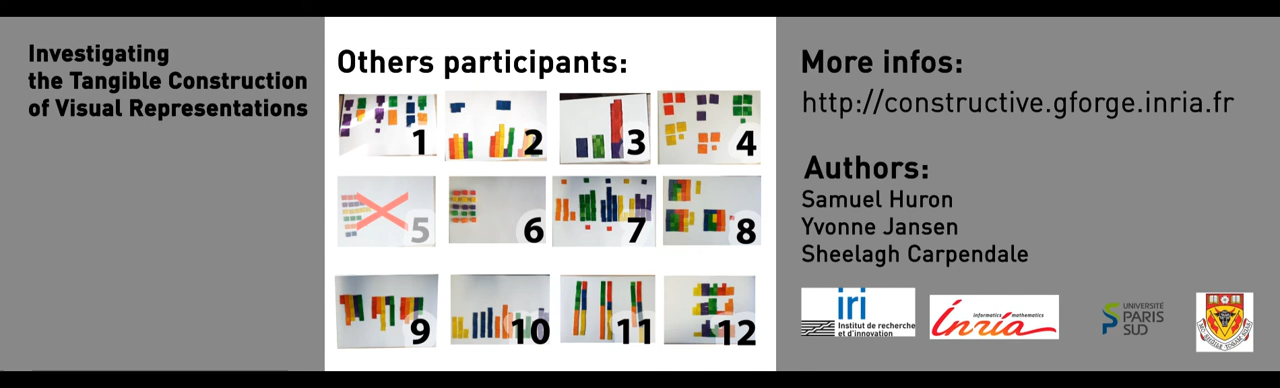 Investigating
the Tangible Construction
of Visual Representations
Others participants:
1
2
3
4
5
6
7
8
9
10
11
12
More infos:
http://constructive.gforge.inria.fr
Authors:
Samuel Huron
Yvonne Jansen
Sheelagh Carpendale
iri
Institut de recherche
et d'innovation
informatics mathematics
inria
UNIVERSITÉ
PARIS
SUD